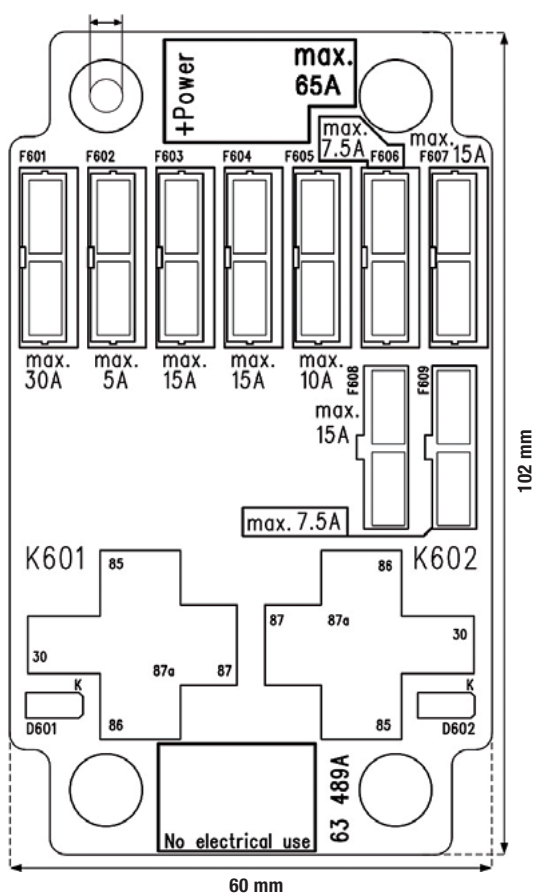 +Power
max.
65A
max.
7.5A
max.
15A
F601
F602
F603
F604
F605
F606
F607
max.
30A
max.
5A
max.
15A
max.
15A
max.
10A
F608
F609
max.
15A
max. 7.5A
102 mm
K601
K602
85
86
87
87a
30
30
87a
87
86
85
K
K
D601
D602
No electrical use
63 489A
60 mm